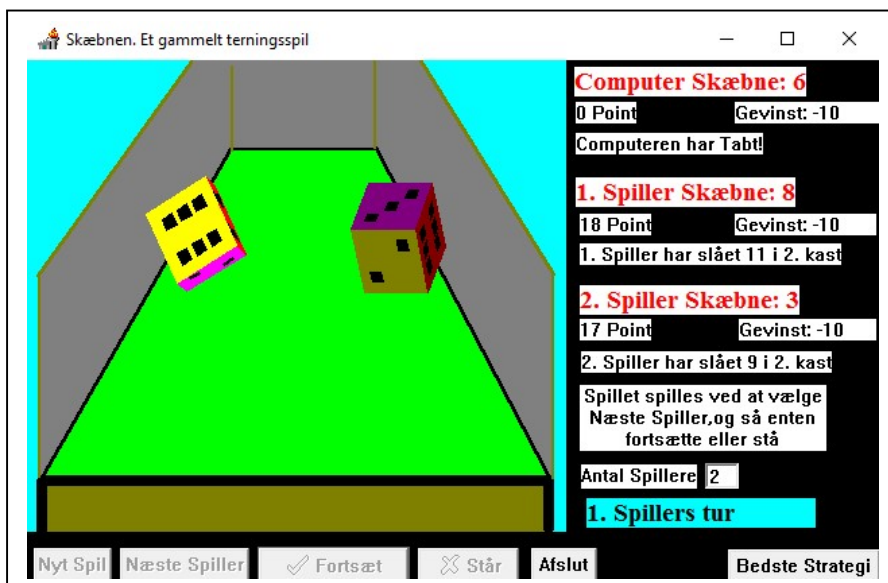 Skæbnen. Et gammelt terningsspil
Computer Skæbne: 6
0 Point Gevinst: -10
Computeren har Tabt!
1. Spiller Skæbne: 8
18 Point Gevinst: -10
1. Spiller har slået 11 i 2. kast
2. Spiller Skæbne: 3
17 Point Gevinst: -10
2. Spiller har slået 9 i 2. kast
Spillet spilles ved at vælge
Næste Spiller,og så enten
fortsætte eller stå
Antal Spillere 2
1. Spillers tur
Nyt Spil Næste Spiller Fortsæt Står Afslut Bedste Strategi